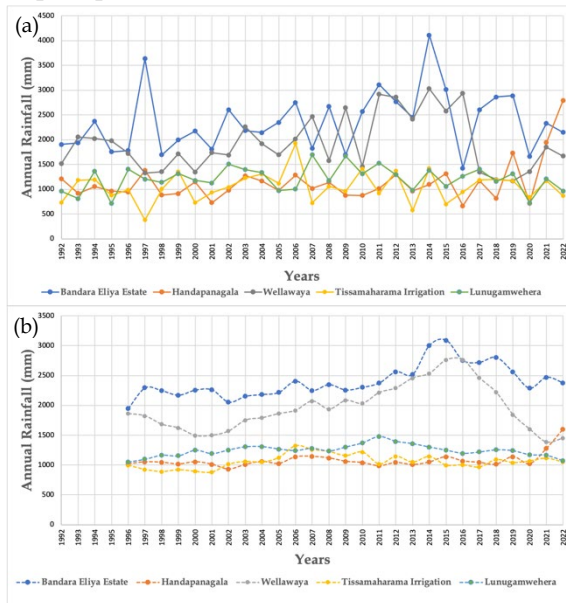 (a)
Annual Rainfall (mm)
5000
4500
4000
3500
3000
2500
2000
1500
1000
500
0
1992 1993 1994 1995 1996 1997 1998 1999 2000 2001 2002 2003 2004 2005 2006 2007 2008 2009 2010 2011 2012 2013 2014 2015 2016 2017 2018 2019 2020 2021 2022
Years
Bandara Eliya Estate Handapanagala Wellawaya Tissamaharama Irrigation Lunugamwehera
(b)
Annual Rainfall (mm)
3500
3000
2500
2000
1500
1000
500
0
1992 1993 1994 1995 1996 1997 1998 1999 2000 2001 2002 2003 2004 2005 2006 2007 2008 2009 2010 2011 2012 2013 2014 2015 2016 2017 2018 2019 2020 2021 2022
Years
Bandara Eliya Estate Handapanagala Wellawaya Tissamaharama Irrigation Lunugamwehera